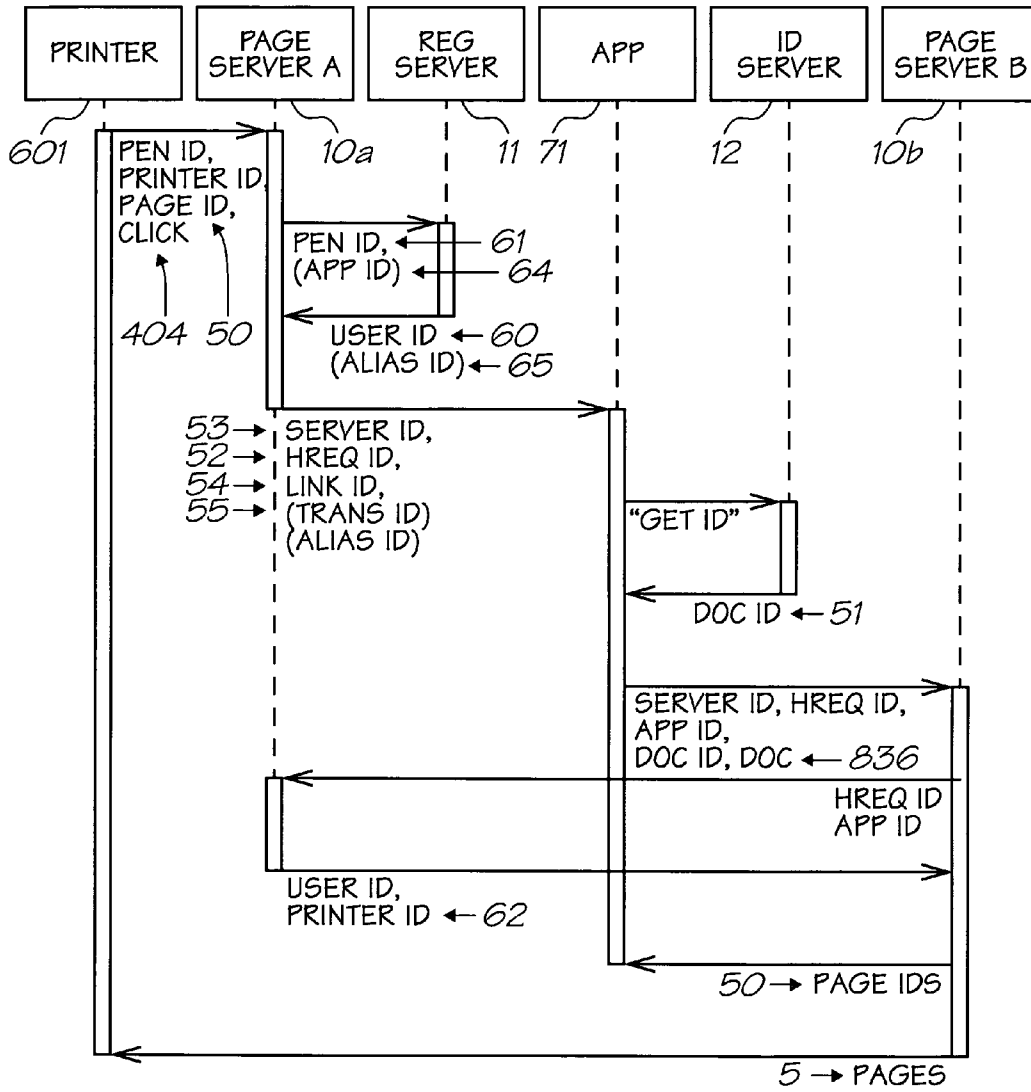 PRINTER
PAGE
SERVER A
REG
SERVER
APP
ID
SERVER
PAGE
SERVER B
601
10a
11
71
12
10b
PEN ID,
PRINTER ID,
PAGE ID,
CLICK
404
50
PEN ID,
61
(APP ID)
64
USER ID
60
(ALIAS ID)
65
53
SERVER ID,
52
HREQ ID,
54
LINK ID,
55
(TRANS ID)
(ALIAS ID)
"GET ID"
DOC ID
51
SERVER ID, HREQ ID,
APP ID,
DOC ID, DOC
836
HREQ ID
APP ID
USER ID,
PRINTER ID
62
50
PAGE IDS
5
PAGES